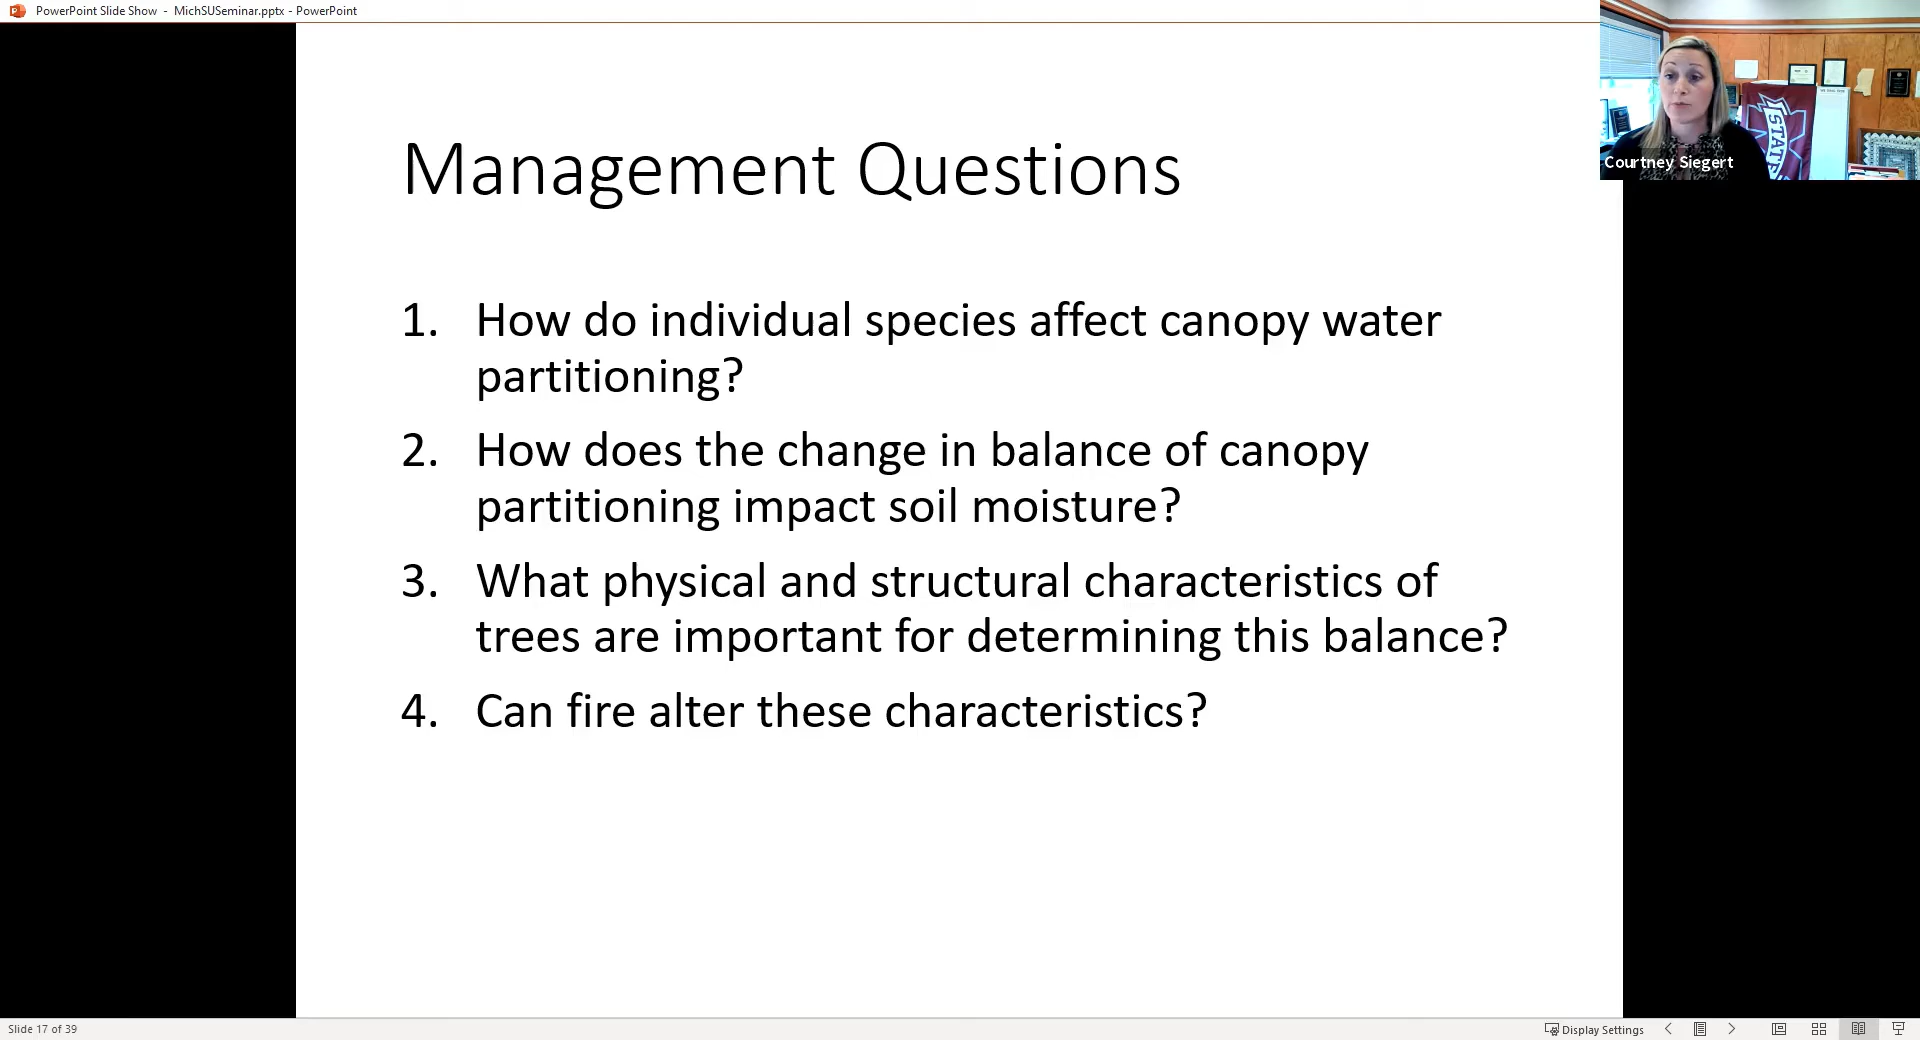 PowerPoint Slide Show - MichSUSeminar.pptx - PowerPoint
STATE
Courtney Siegert
Management Questions
1. How do individual species affect canopy water
partitioning?
2. How does the change in balance of canopy
partitioning impact soil moisture?
3. What physical and structural characteristics of
trees are important for determining this balance?
4. Can fire alter these characteristics?
Slide 17 of 39
Display Settings